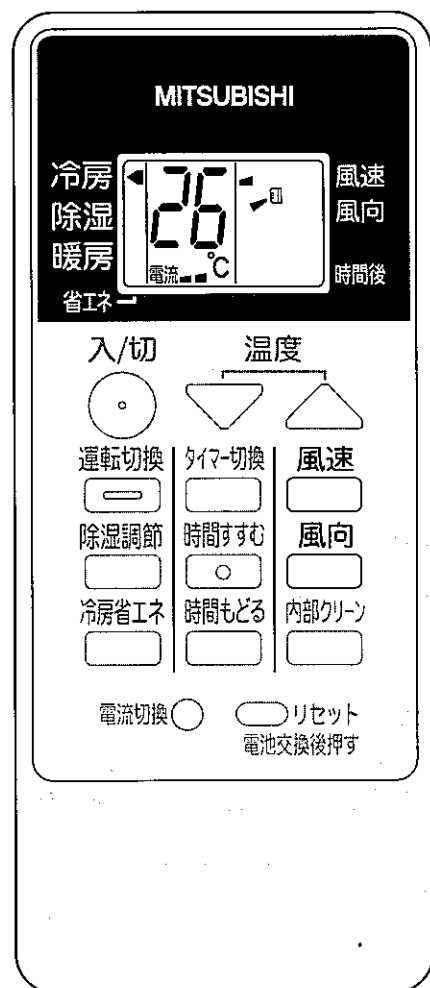 MITSUBISHI
冷房
除湿
暖房
省エネ
26
電流
℃
風速
風向
時間後
入/切
温度
運転切換
タイマー切換
風速
除湿調節
時間すすむ
風向
冷房省エネ
時間もどる
内部クリーン
電流切換
リセット
電池交換後押す